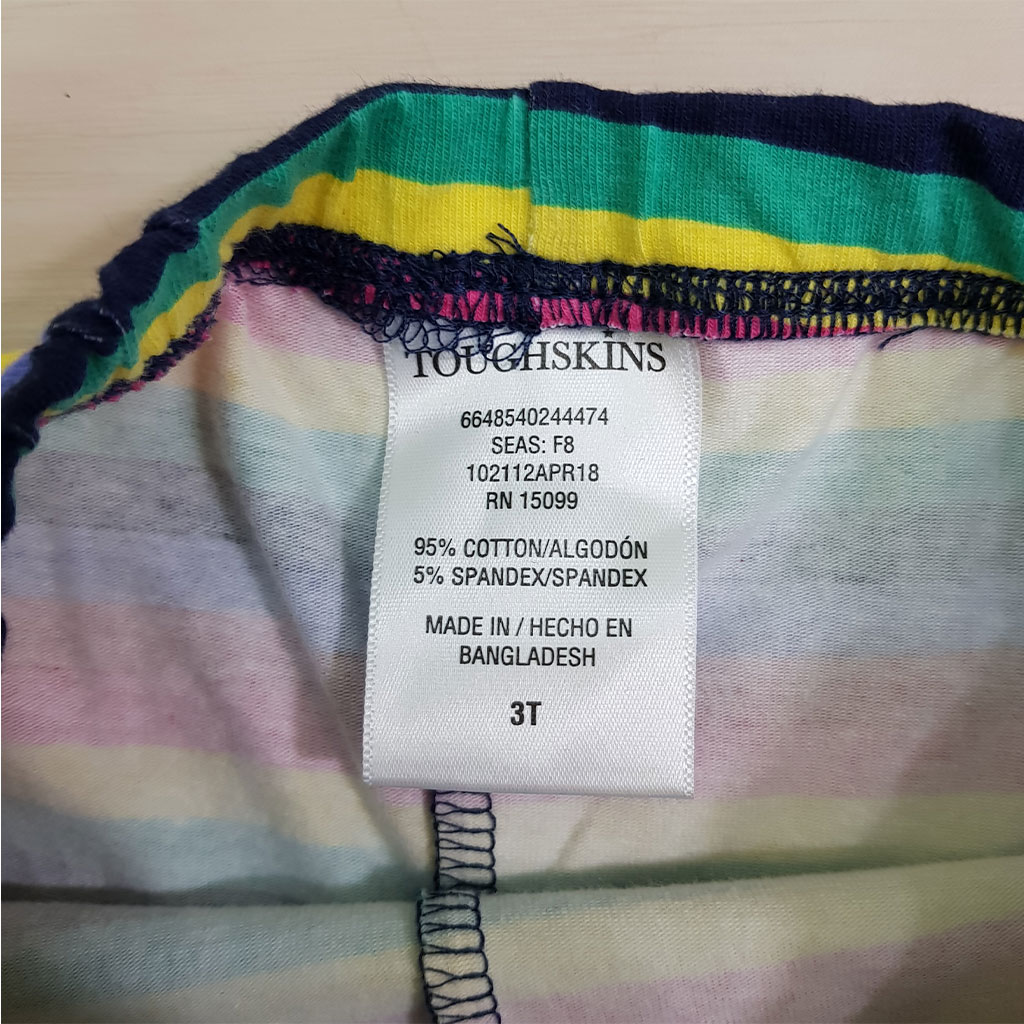 TOUGHSKINS
6648540244474
SEAS: F8
102112APR18
RN 15099
95% COTTON/ALGODÓN
5% SPANDEX/SPANDEX
MADE IN / HECHO EN
BANGLADESH
3T